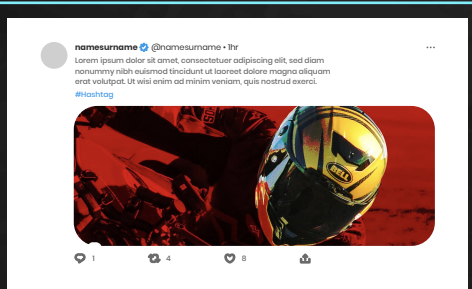 namesurname @namesurname • 1hr
Lorem ipsum dolor sit amet, consectetuer adipiscing elit, sed diam
nonummy nibh euismod tincidunt ut laoreet dolore magna aliquam
erat volutpat. Ut wisi enim ad minim veniam, quis nostrud exerci.
#Hashtag
BELL
1 4 8